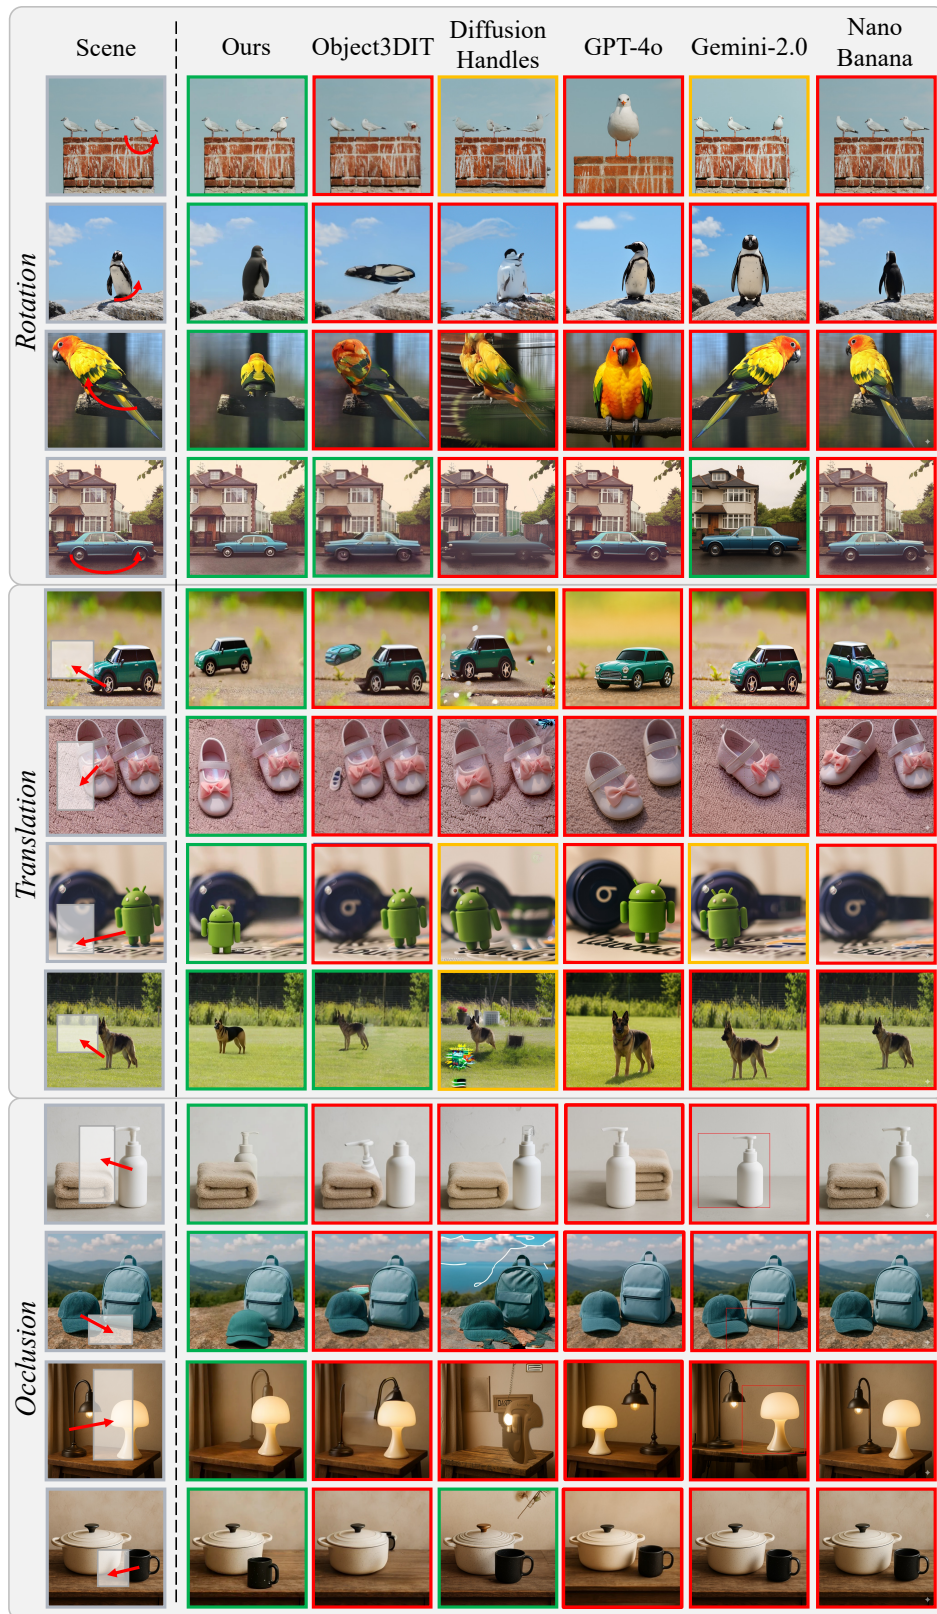 Scene
Ours
Object3DIT
Diffusion
Handles
GPT-4o
Gemini-2.0
Nano
Banana
Rotation
Translation
Occlusion